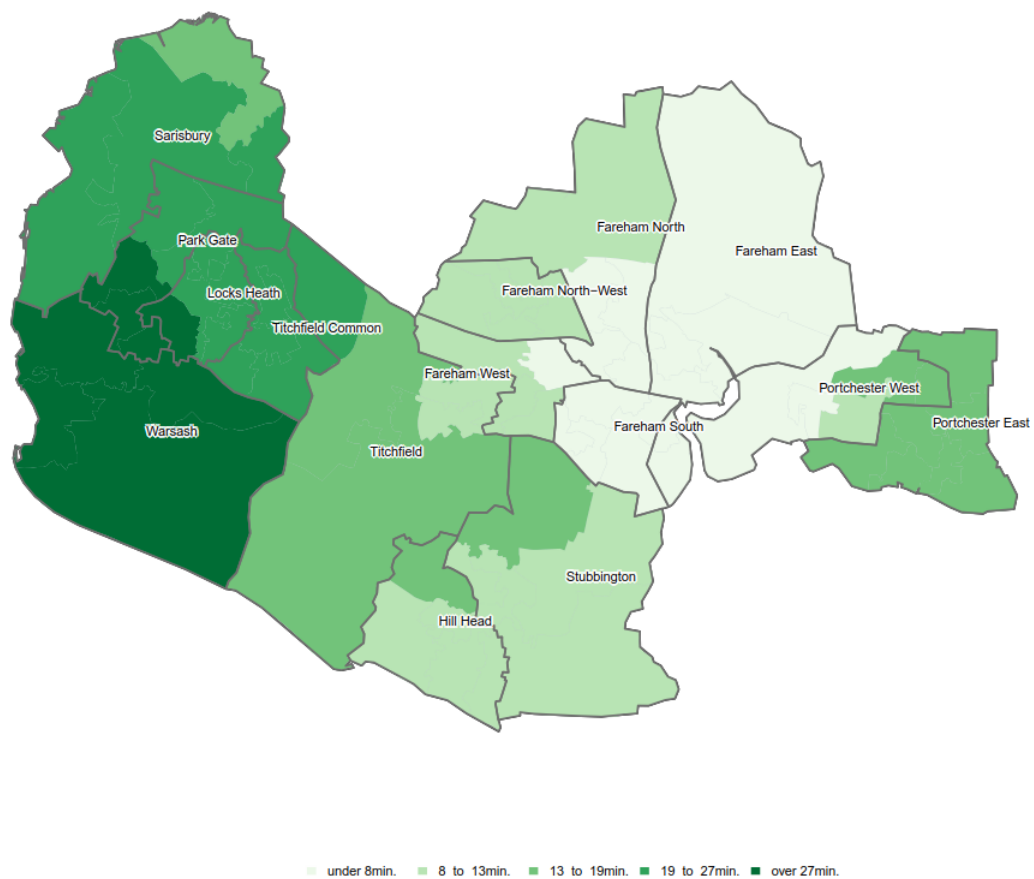 Sarisbury
Fareham North
Park Gate
Fareham East
Fareham North−West
Locks Heath
Titchfield Common
Fareham West
Portchester West
Portchester East
Fareham South
Warsash
Titchfield
Stubbington
Hill Head
under 8min. 8 to 13min. 13 to 19min. 19 to 27min. over 27min.